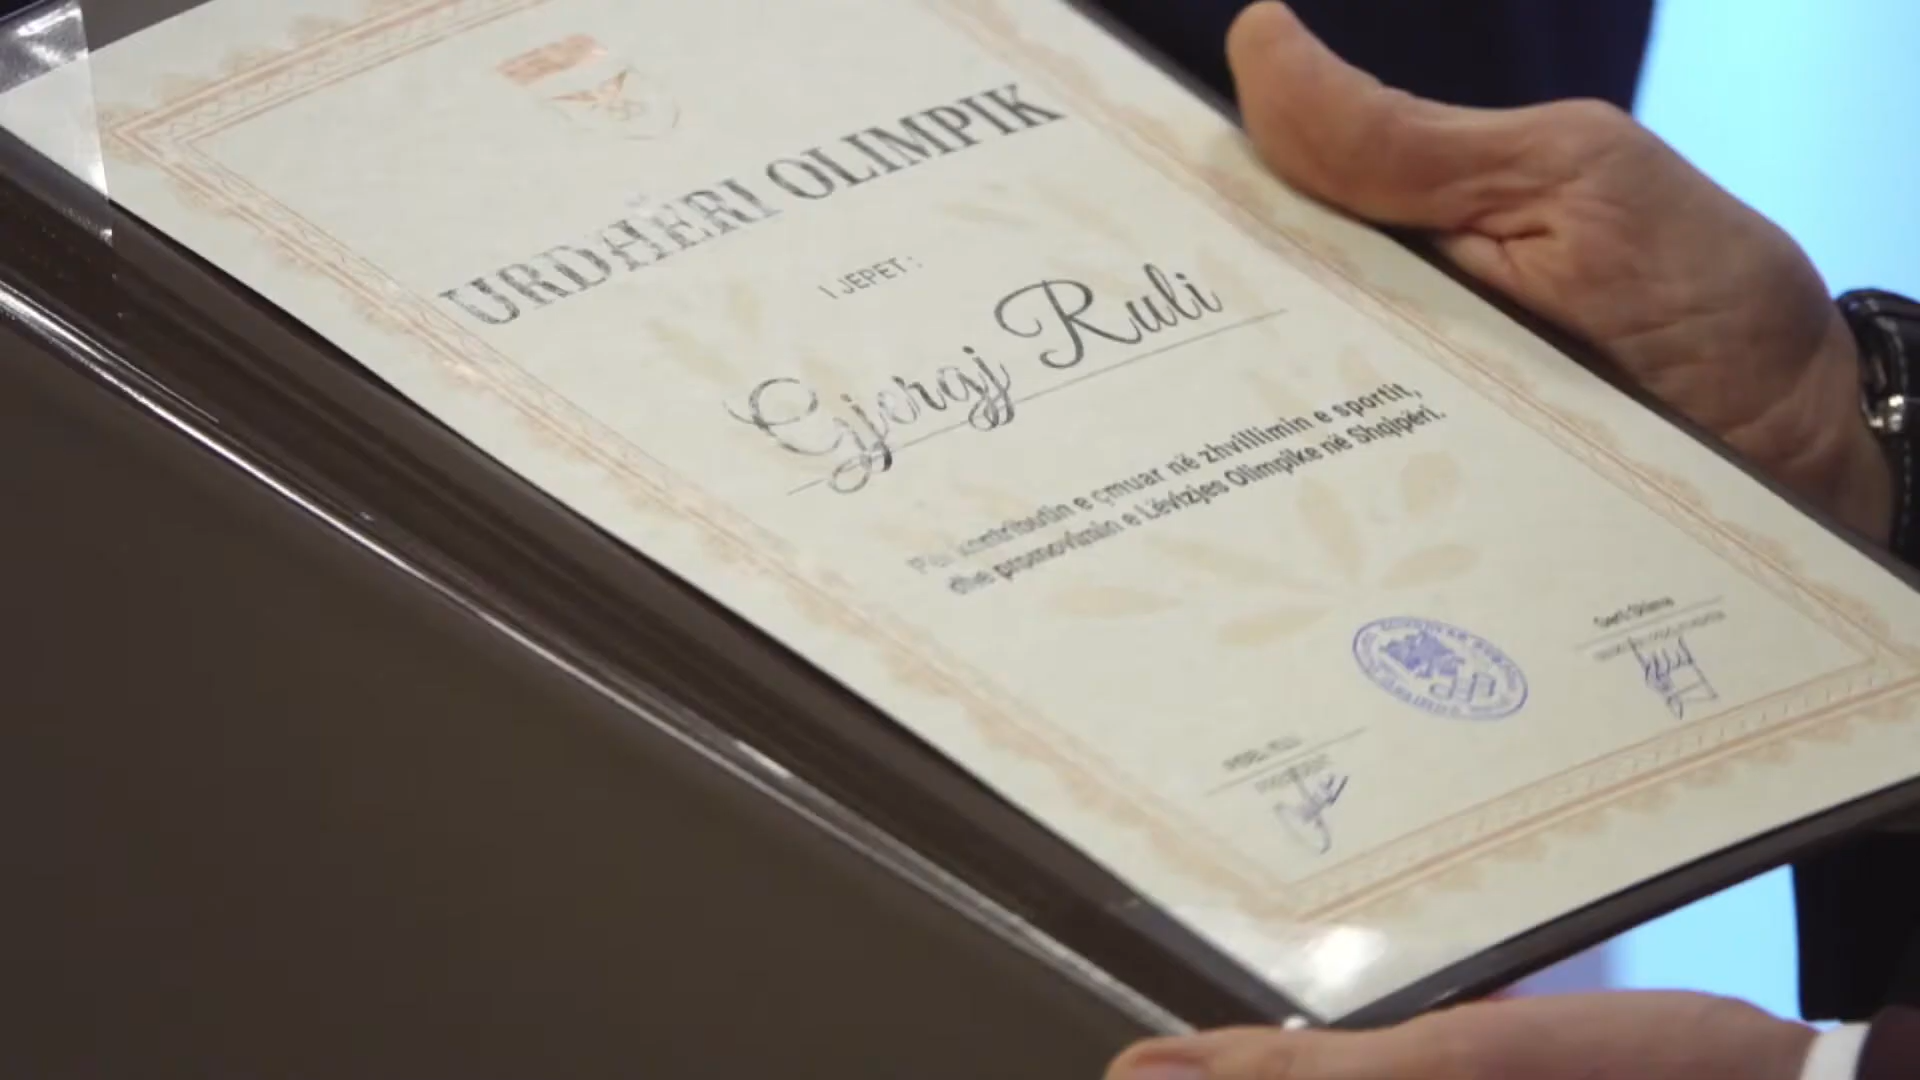 URDHËRI OLIMPIK
I JEPET :
Gjergj Ruli
Për kontributin e çmuar në zhvillimin e sportit,
dhe promovimin e Lëvizjes Olimpike në Shqipëri.